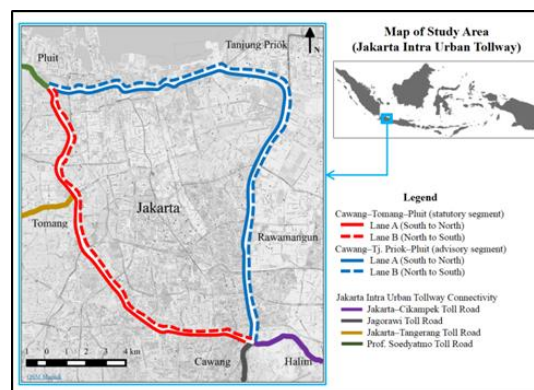 Map of Study Area
(Jakarta Intra Urban Tollway)
Pluit
Tanjung Priok
N
Jakarta
Tomang
Rawamangun
Cawang
Halim
1 0 1 2 3 4 km
Legend
Cawang–Tomang–Pluit (statutory segment)
Lane A (South to North)
Lane B (North to South)
Cawang–Tj. Priok–Pluit (advisory segment)
Lane A (South to North)
Lane B (North to South)
Jakarta Intra Urban Tollway Connectivity
Jakarta–Cikampek Toll Road
Jagorawi Toll Road
Jakarta–Tangerang Toll Road
Prof. Soedyatmo Toll Road